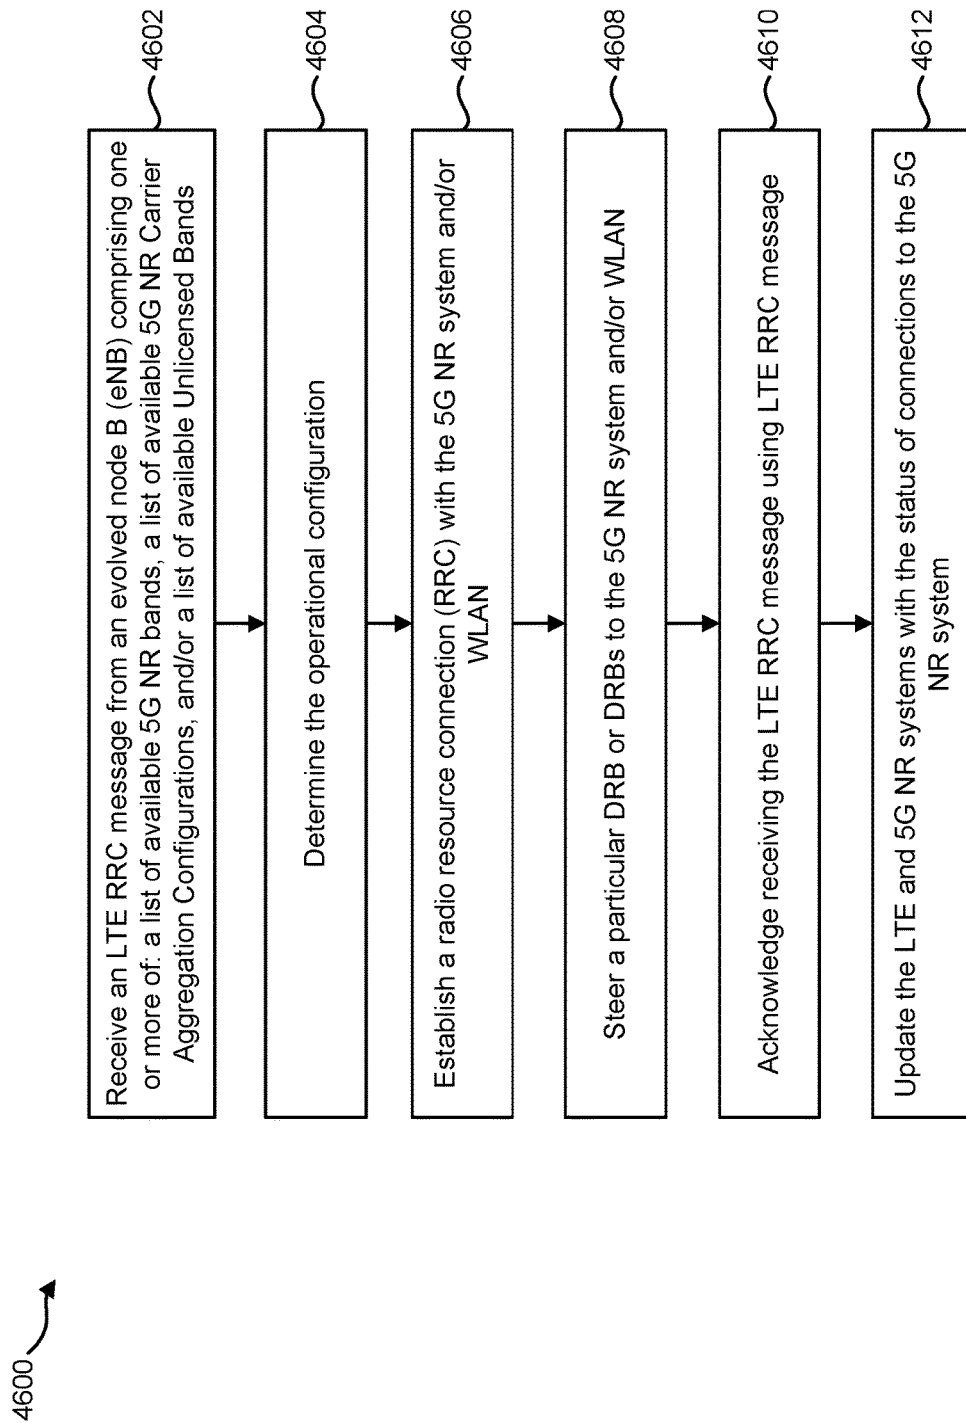 4600
Receive an LTE RRC message from an evolved node B (eNB) comprising one
or more of: a list of available 5G NR bands, a list of available 5G NR Carrier
Aggregation Configurations, and/or a list of available Unlicensed Bands
4602
Determine the operational configuration
4604
Establish a radio resource connection (RRC) with the 5G NR system and/or
WLAN
4606
Steer a particular DRB or DRBs to the 5G NR system and/or WLAN
4608
Acknowledge receiving the LTE RRC message using LTE RRC message
4610
Update the LTE and 5G NR systems with the status of connections to the 5G
NR system
4612